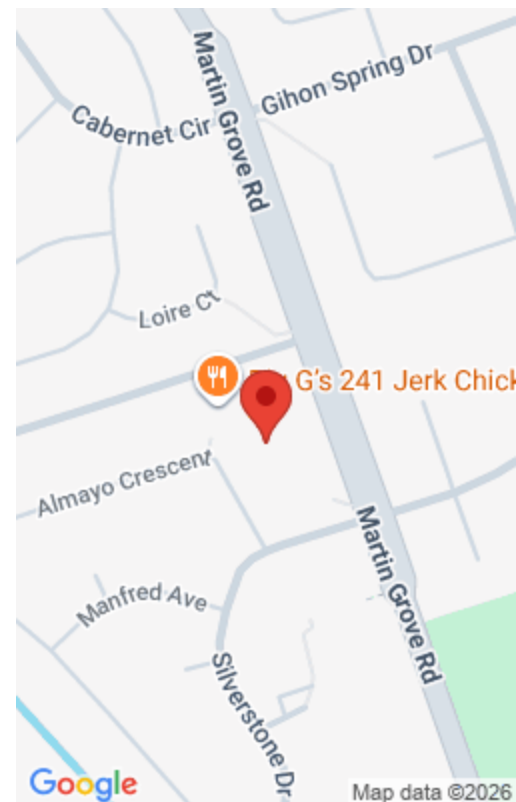 Martin Grove Rd
Gihon Spring Dr
Cabernet Cir
Loire Ct
G's 241 Jerk Chick
Almayo Crescent
Martin Grove Rd
Manfred Ave
Silverstone Dr
Google
Map data ©2026